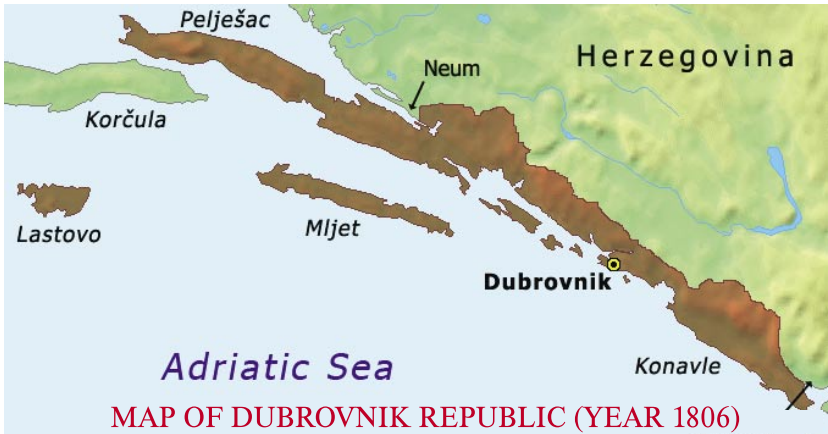 Pelješac
Herzegovina
Neum
Korčula
Lastovo
Mljet
Dubrovnik
Adriatic Sea
Konavle
MAP OF DUBROVNIK REPUBLIC (YEAR 1806)